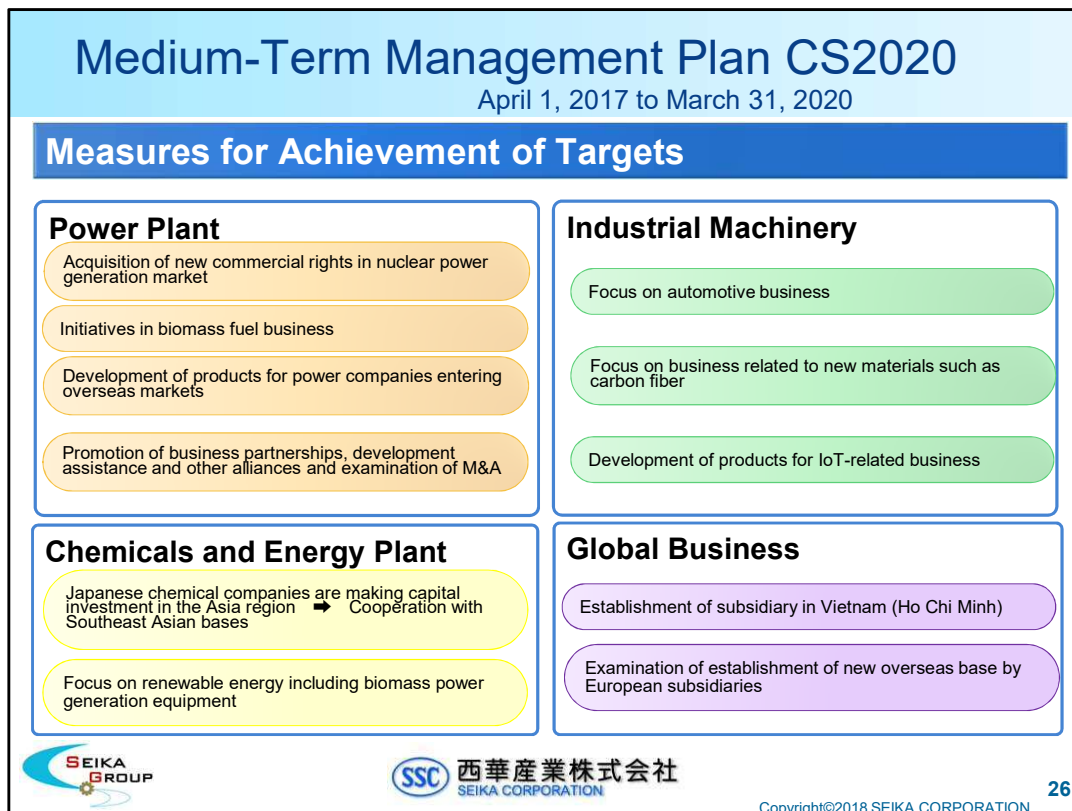 Medium-Term Management Plan CS2020
April 1, 2017 to March 31, 2020
Measures for Achievement of Targets
Power Plant
Acquisition of new commercial rights in nuclear power
generation market
Initiatives in biomass fuel business
Development of products for power companies entering
overseas markets
Promotion of business partnerships, development
assistance and other alliances and examination of M&A
Industrial Machinery
Focus on automotive business
Focus on business related to new materials such as
carbon fiber
Development of products for IoT-related business
Chemicals and Energy Plant
Japanese chemical companies are making capital
investment in the Asia region ➡ Cooperation with
Southeast Asian bases
Focus on renewable energy including biomass power
generation equipment
Global Business
Establishment of subsidiary in Vietnam (Ho Chi Minh)
Examination of establishment of new overseas base by
European subsidiaries
SEIKA
GROUP
SSC 西華産業株式会社
SEIKA CORPORATION
26
Copyright©2018 SEIKA CORPORATION